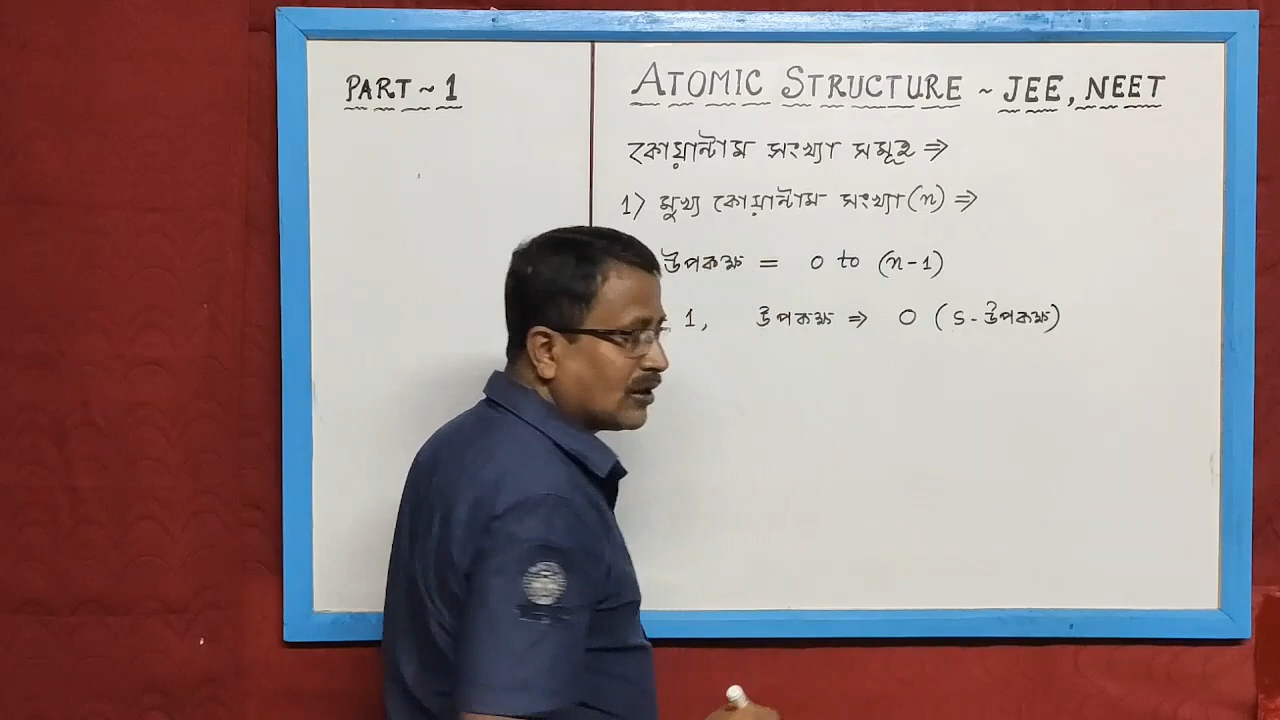 PART ~ 1
ATOMIC STRUCTURE ~ JEE, NEET
কোয়ান্টাম সংখ্যা সমূহ ⇒
1) মুখ্য কোয়ান্টাম সংখ্যা (n) ⇒
উপকক্ষ = 0 to (n-1)
1, উপকক্ষ ⇒ 0 (S-উপকক্ষ)